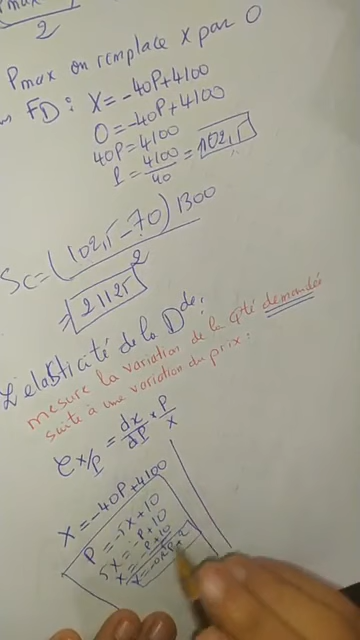 Pmax
2
Pmax on remplace X par 0
FD: X=-40P+4100
0=-40P+4100
40P=4100
P=4100/40=102,5
Sc=(102,5-70)1300/2
=21125
L'elasticité de la Dde:
mesure la variation de la Qté demandée
suite à une variation du prix:
ex/p=dx/dP*P/x
X=-40P+4100
P=-5X+10
5X=-P+10